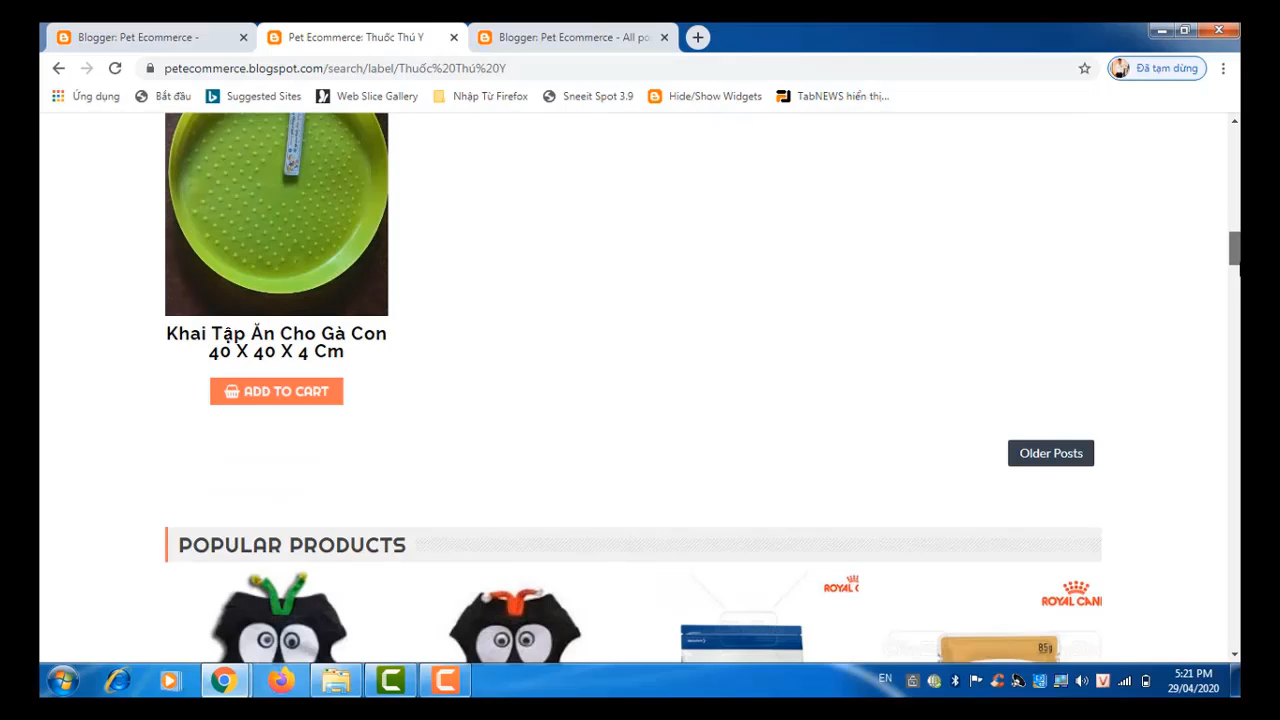 Blogger: Pet Ecommerce -
Pet Ecommerce: Thuốc Thú Y
Blogger: Pet Ecommerce - All po
petecommerce.blogspot.com/search/label/Thuốc%20Thú%20Y
Đã tạm dừng
Ứng dụng
Bắt đầu
Suggested Sites
Web Slice Gallery
Nhập Từ Firefox
Sneeit Spot 3.9
Hide/Show Widgets
TabNEWS hiển thị...
Khai Tập Ăn Cho Gà Con
40 X 40 X 4 Cm
ADD TO CART
Older Posts
POPULAR PRODUCTS
ROYAL C
ROYAL CANI
85g
EN
5:21 PM
29/04/2020